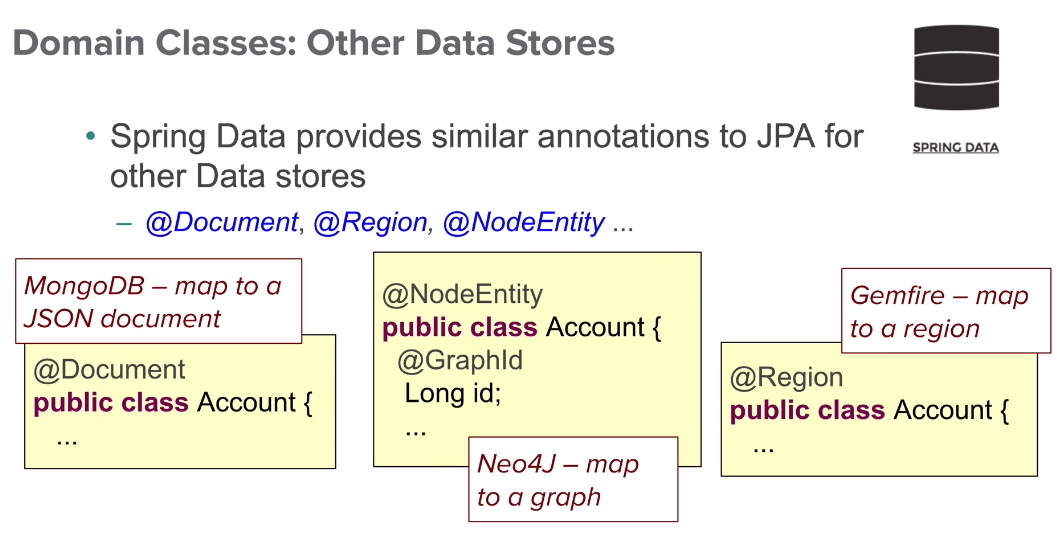 Domain Classes: Other Data Stores
SPRING DATA
• Spring Data provides similar annotations to JPA for
other Data stores
– @Document, @Region, @NodeEntity ...
MongoDB – map to a
JSON document
@Document
public class Account {
...
@NodeEntity
public class Account {
@GraphId
Long id;
...
Neo4J – map
to a graph
Gemfire – map
to a region
@Region
public class Account {
...